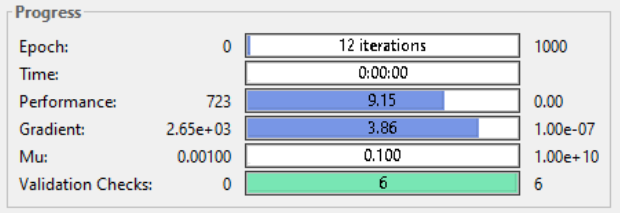 Progress
Epoch: 0 12 iterations 1000
Time: 0:00:00
Performance: 723 9.15 0.00
Gradient: 2.65e+03 3.86 1.00e-07
Mu: 0.00100 0.100 1.00e+10
Validation Checks: 0 6 6